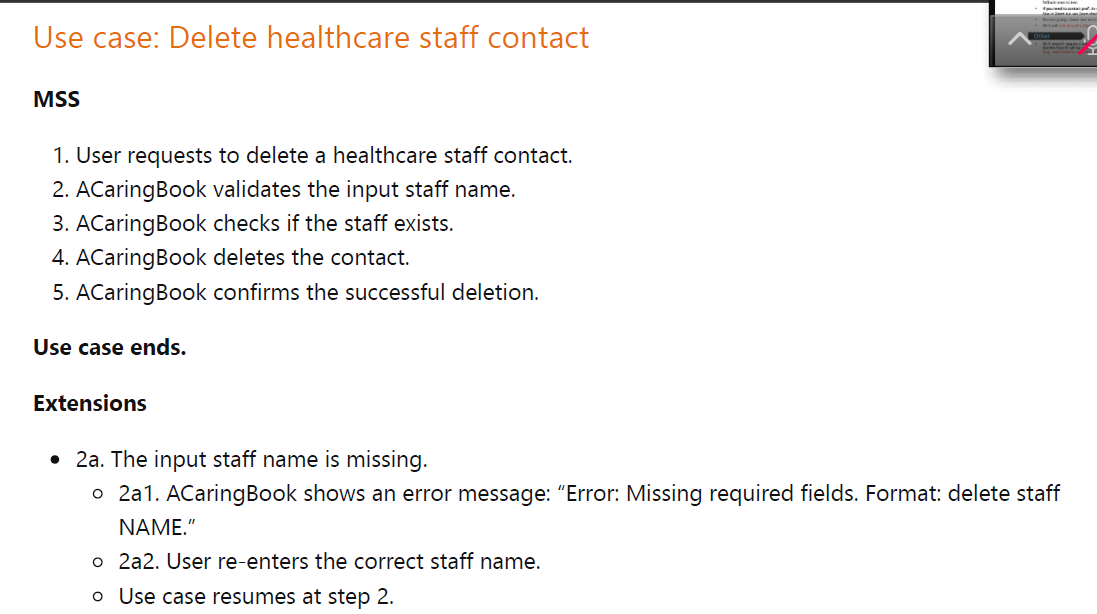 Use case: Delete healthcare staff contact
MSS
1. User requests to delete a healthcare staff contact.
2. ACaringBook validates the input staff name.
3. ACaringBook checks if the staff exists.
4. ACaringBook deletes the contact.
5. ACaringBook confirms the successful deletion.
Use case ends.
Extensions
• 2a. The input staff name is missing.
○ 2a1. ACaringBook shows an error message: “Error: Missing required fields. Format: delete staff
NAME.”
○ 2a2. User re-enters the correct staff name.
○ Use case resumes at step 2.
Other